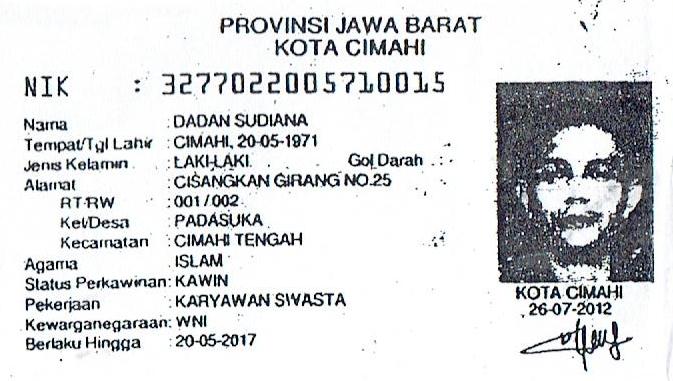 PROVINSI JAWA BARAT
KOTA CIMAHI
NIK : 3277022005710015
Nama : DADAN SUDIANA
Tempat/Tgl Lahir : CIMAHI, 20-05-1971
Jenis Kelamin : LAKI-LAKI Gol Darah :
Alamat : CISANGKAN GIRANG NO.25
RT/RW : 001/002
Kel/Desa : PADASUKA
Kecamatan : CIMAHI TENGAH
Agama : ISLAM
Status Perkawinan: KAWIN
Pekerjaan : KARYAWAN SWASTA
Kewarganegaraan: WNI
Berlaku Hingga : 20-05-2017
KOTA CIMAHI
26-07-2012